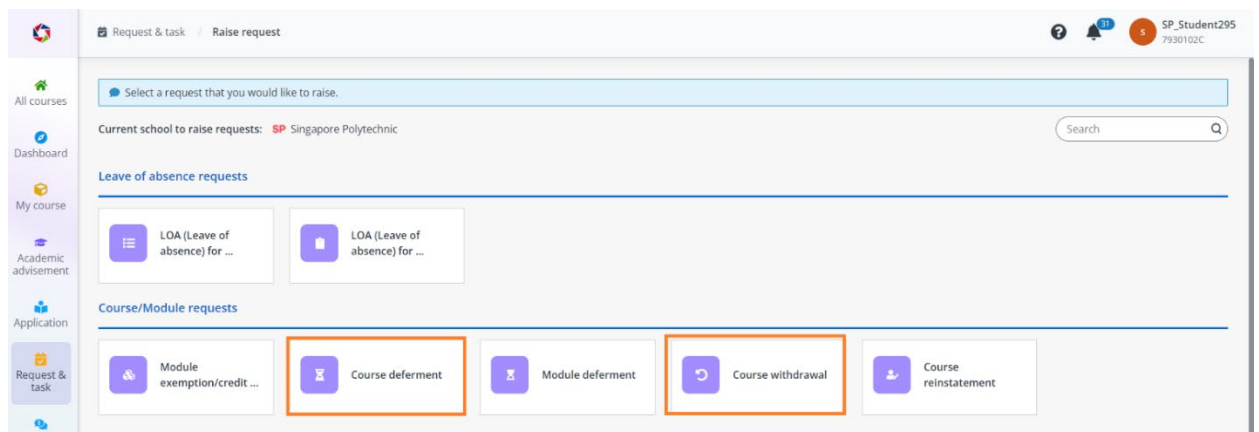 Request & task / Raise request
31
S
SP_Student295
7930102C
All courses
Dashboard
My course
Academic
advisement
Application
Request &
task
Select a request that you would like to raise.
Current school to raise requests: SP Singapore Polytechnic
Search
Leave of absence requests
LOA (Leave of
absence) for ...
LOA (Leave of
absence) for ...
Course/Module requests
Module
exemption/credit ...
Course deferment
Module deferment
Course withdrawal
Course
reinstatement